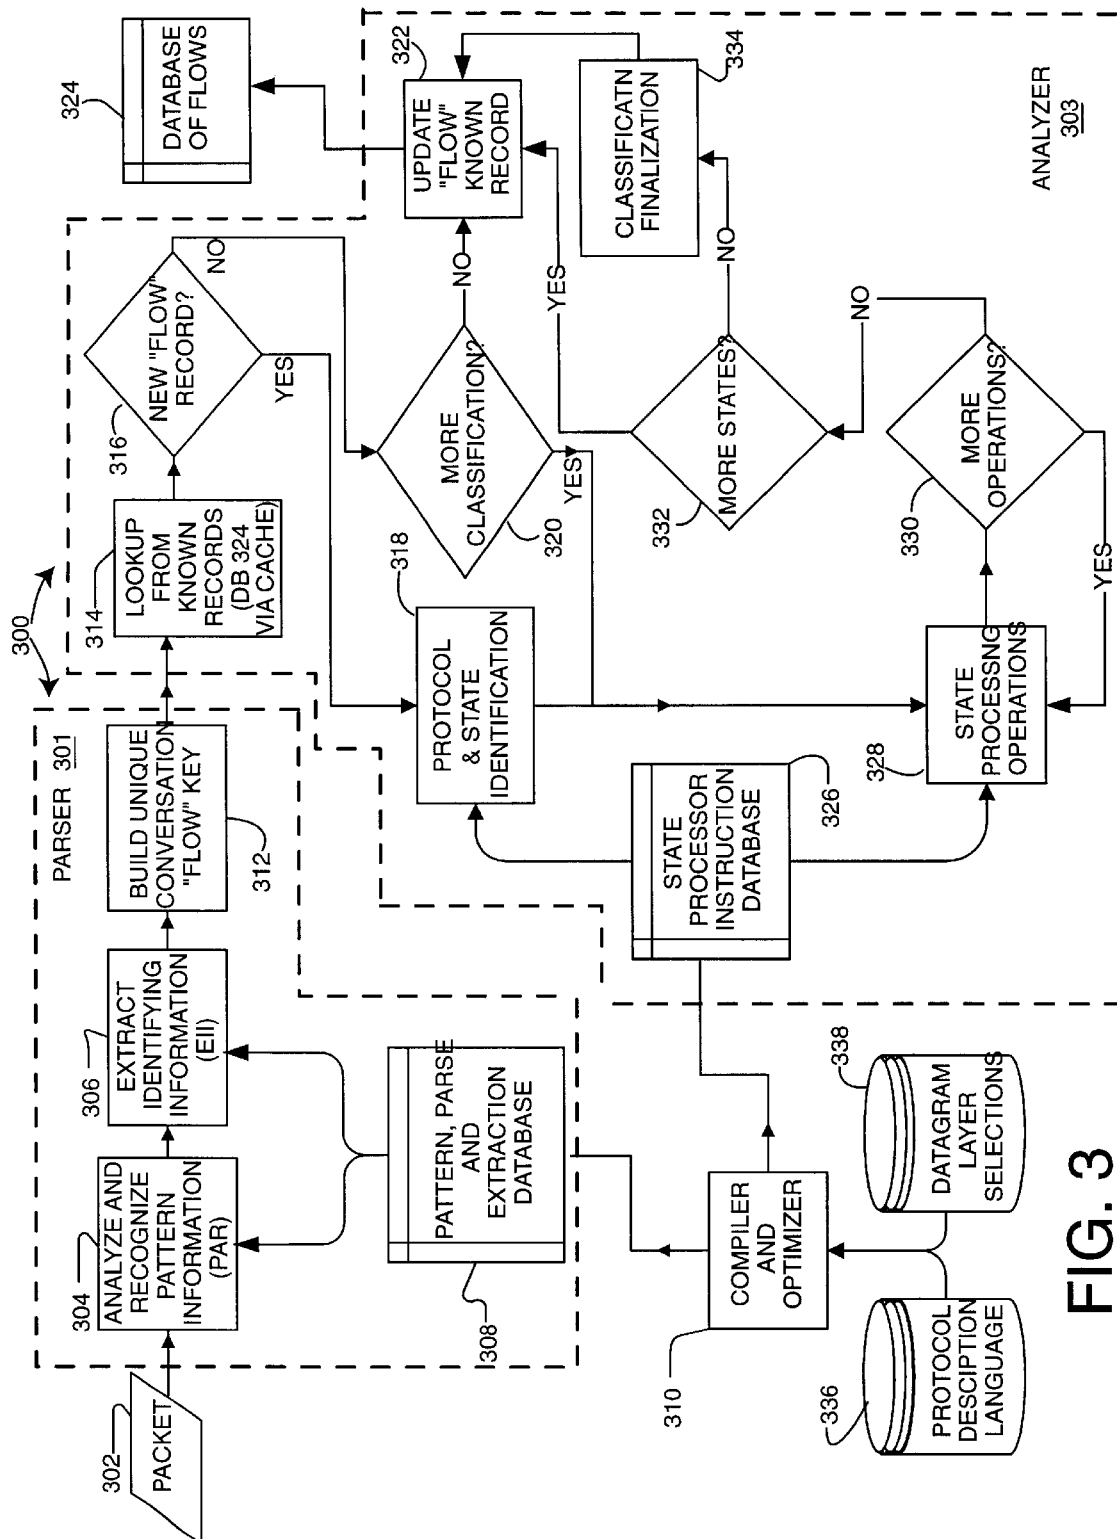 300
PARSER 301
302
PACKET
304
ANALYZE AND
RECOGNIZE
PATTERN
INFORMATION
(PAR)
306
EXTRACT
IDENTIFYING
INFORMATION
(EII)
BUILD UNIQUE
CONVERSATION
"FLOW" KEY
312
314
LOOKUP
FROM
KNOWN
RECORDS
(DB 324
VIA CACHE)
316
NEW "FLOW"
RECORD?
NO
YES
324
DATABASE
OF FLOWS
PATTERN, PARSE
AND
EXTRACTION
DATABASE
308
318
PROTOCOL
& STATE
IDENTIFICATION
MORE
CLASSIFICATION?
320
NO
YES
322
UPDATE
"FLOW"
KNOWN
RECORD
STATE
PROCESSOR
INSTRUCTION
DATABASE
326
MORE STATES?
332
YES
NO
CLASSIFICATN
FINALIZATION
334
310
COMPILER
AND
OPTIMIZER
STATE
PROCESSNG
OPERATIONS
328
MORE
OPERATIONS?
330
NO
YES
336
PROTOCOL
DESCIPTION
LANGUAGE
338
DATAGRAM
LAYER
SELECTIONS
ANALYZER
303
FIG. 3